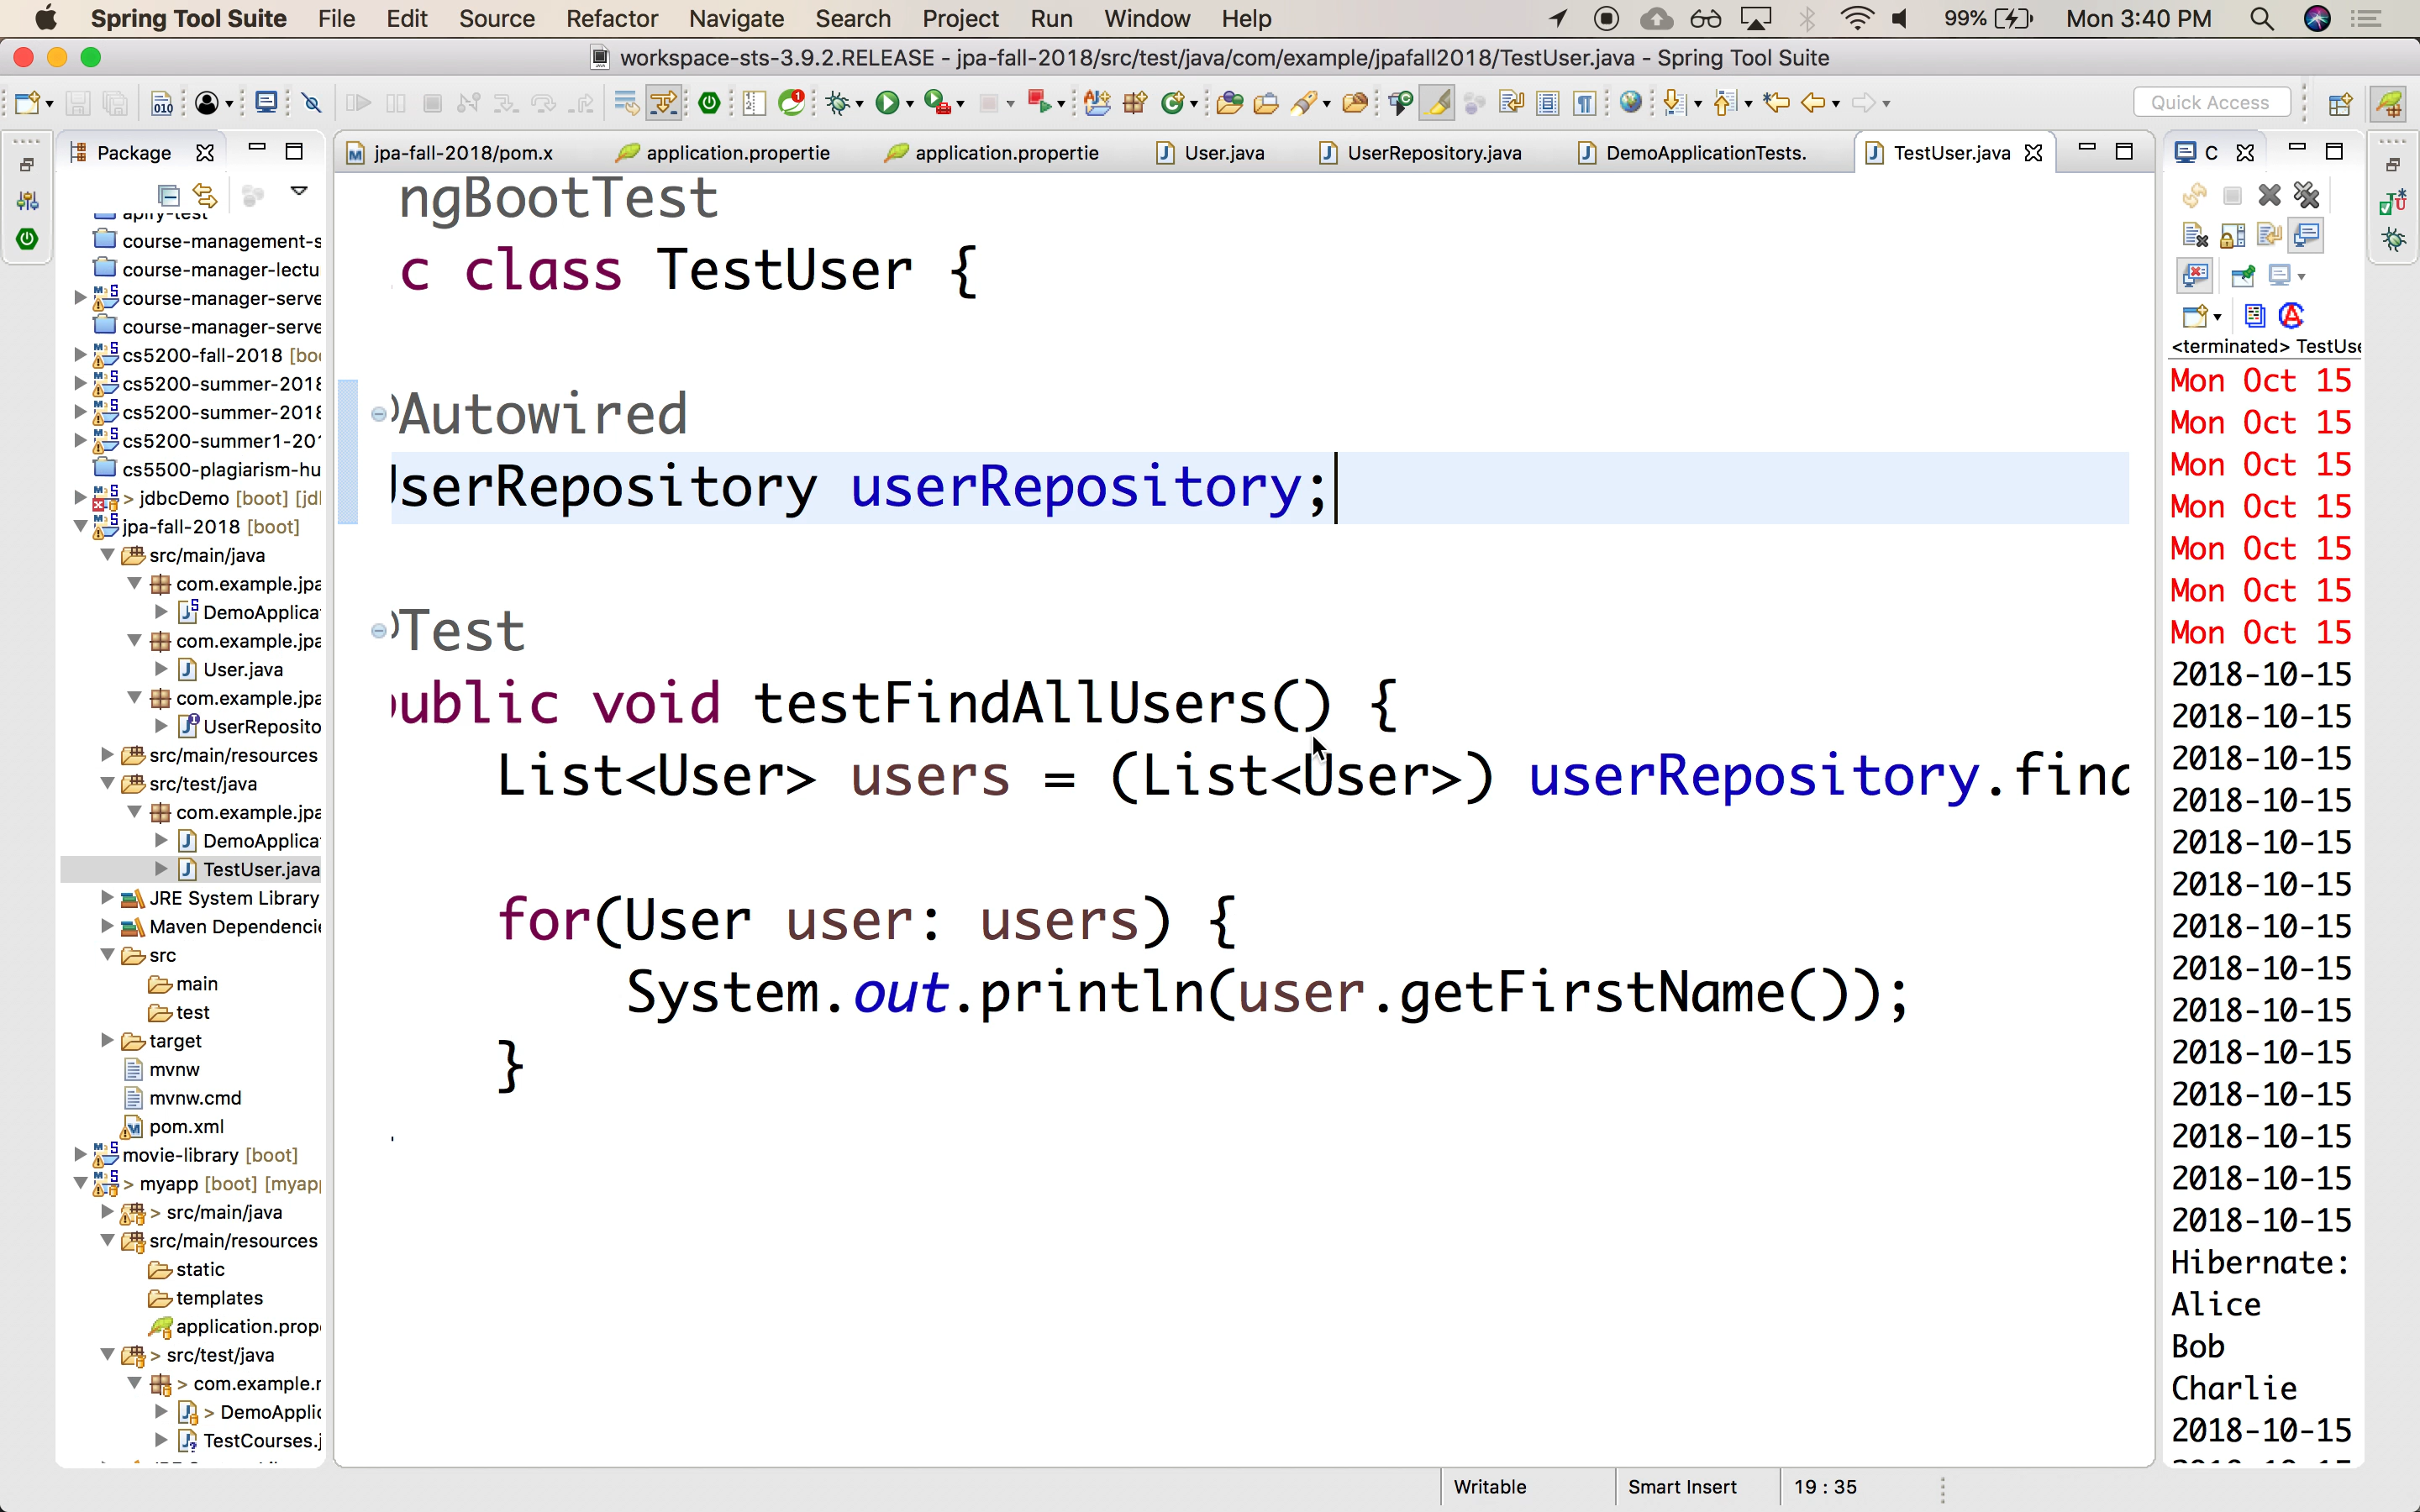 Spring Tool Suite File Edit Source Refactor Navigate Search Project Run Window Help 99% Mon 3:40 PM
workspace-sts-3.9.2.RELEASE - jpa-fall-2018/src/test/java/com/example/jpafall2018/TestUser.java - Spring Tool Suite
Quick Access
Package
course-management-s
course-manager-lectu
course-manager-serve
course-manager-serve
cs5200-fall-2018 [boo
cs5200-summer-2018
cs5200-summer-2018
cs5200-summer1-201
cs5500-plagiarism-hu
> jdbcDemo [boot] [jd
jpa-fall-2018 [boot]
src/main/java
com.example.jpa
DemoApplica
com.example.jpa
User.java
com.example.jpa
UserReposito
src/main/resources
src/test/java
com.example.jpa
DemoApplica
TestUser.java
JRE System Library
Maven Dependenci
src
main
test
target
mvnw
mvnw.cmd
pom.xml
movie-library [boot]
> myapp [boot] [myap
> src/main/java
src/main/resources
static
templates
application.prop
> src/test/java
> com.example.r
> DemoApplic
TestCourses.j
jpa-fall-2018/pom.x application.propertie application.propertie User.java UserRepository.java DemoApplicationTests. TestUser.java
ngBootTest
c class TestUser {
Autowired
serRepository userRepository;
Test
ublic void testFindAllUsers() {
List<User> users = (List<User>) userRepository.find
for(User user: users) {
System.out.println(user.getFirstName());
}
C
<terminated> TestUse
Mon Oct 15
Mon Oct 15
Mon Oct 15
Mon Oct 15
Mon Oct 15
Mon Oct 15
Mon Oct 15
2018-10-15
2018-10-15
2018-10-15
2018-10-15
2018-10-15
2018-10-15
2018-10-15
2018-10-15
2018-10-15
2018-10-15
2018-10-15
2018-10-15
2018-10-15
2018-10-15
Hibernate:
Alice
Bob
Charlie
2018-10-15
Writable Smart Insert 19 : 35